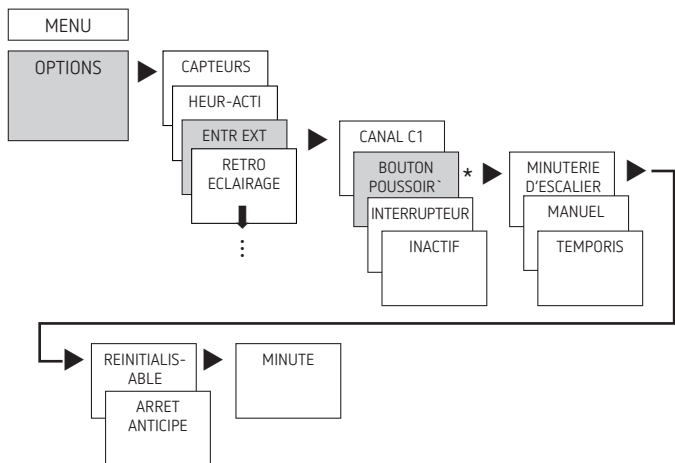 MENU
OPTIONS
CAPTEURS
HEUR-ACTI
ENTR EXT
RETRO
ECLAIRAGE
CANAL C1
BOUTON
POUSSOIR` *
INTERRUPTEUR
INACTIF
MINUTERIE
D'ESCALIER
MANUEL
TEMPORIS
REINITIALIS-
ABLE
ARRET
ANTICIPE
MINUTE